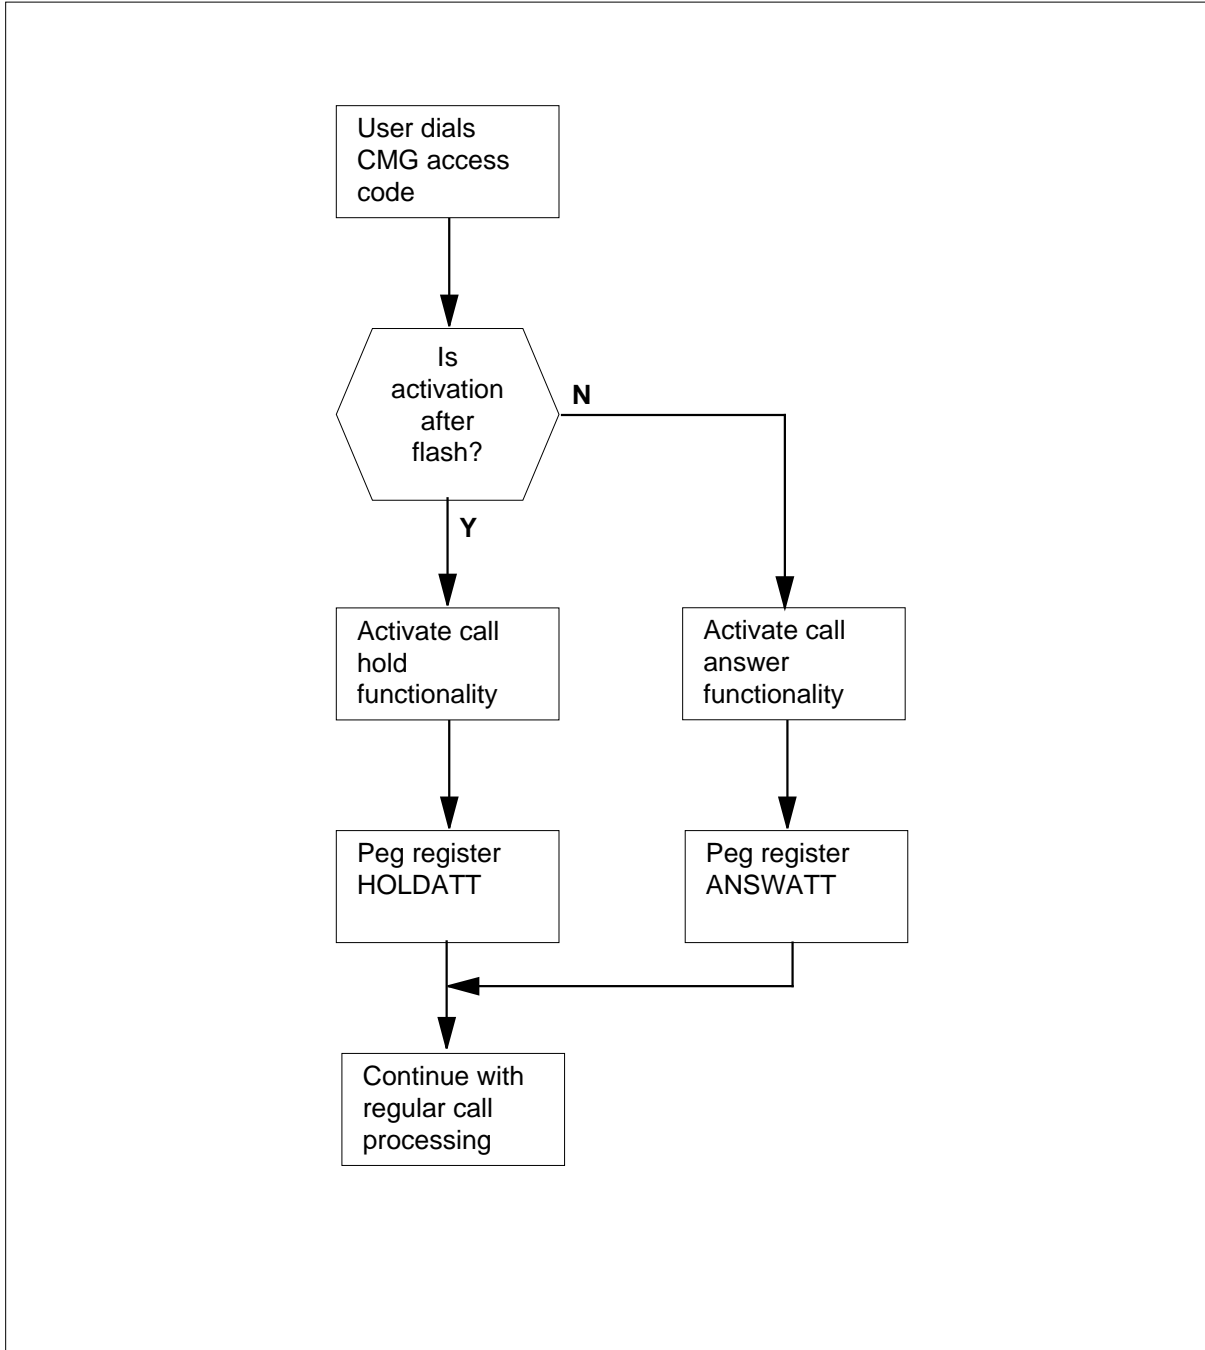 User dials
CMG access
code
Is
activation
after
flash?
N
Y
Activate call
hold
functionality
Activate call
answer
functionality
Peg register
HOLDATT
Peg register
ANSWATT
Continue with
regular call
processing